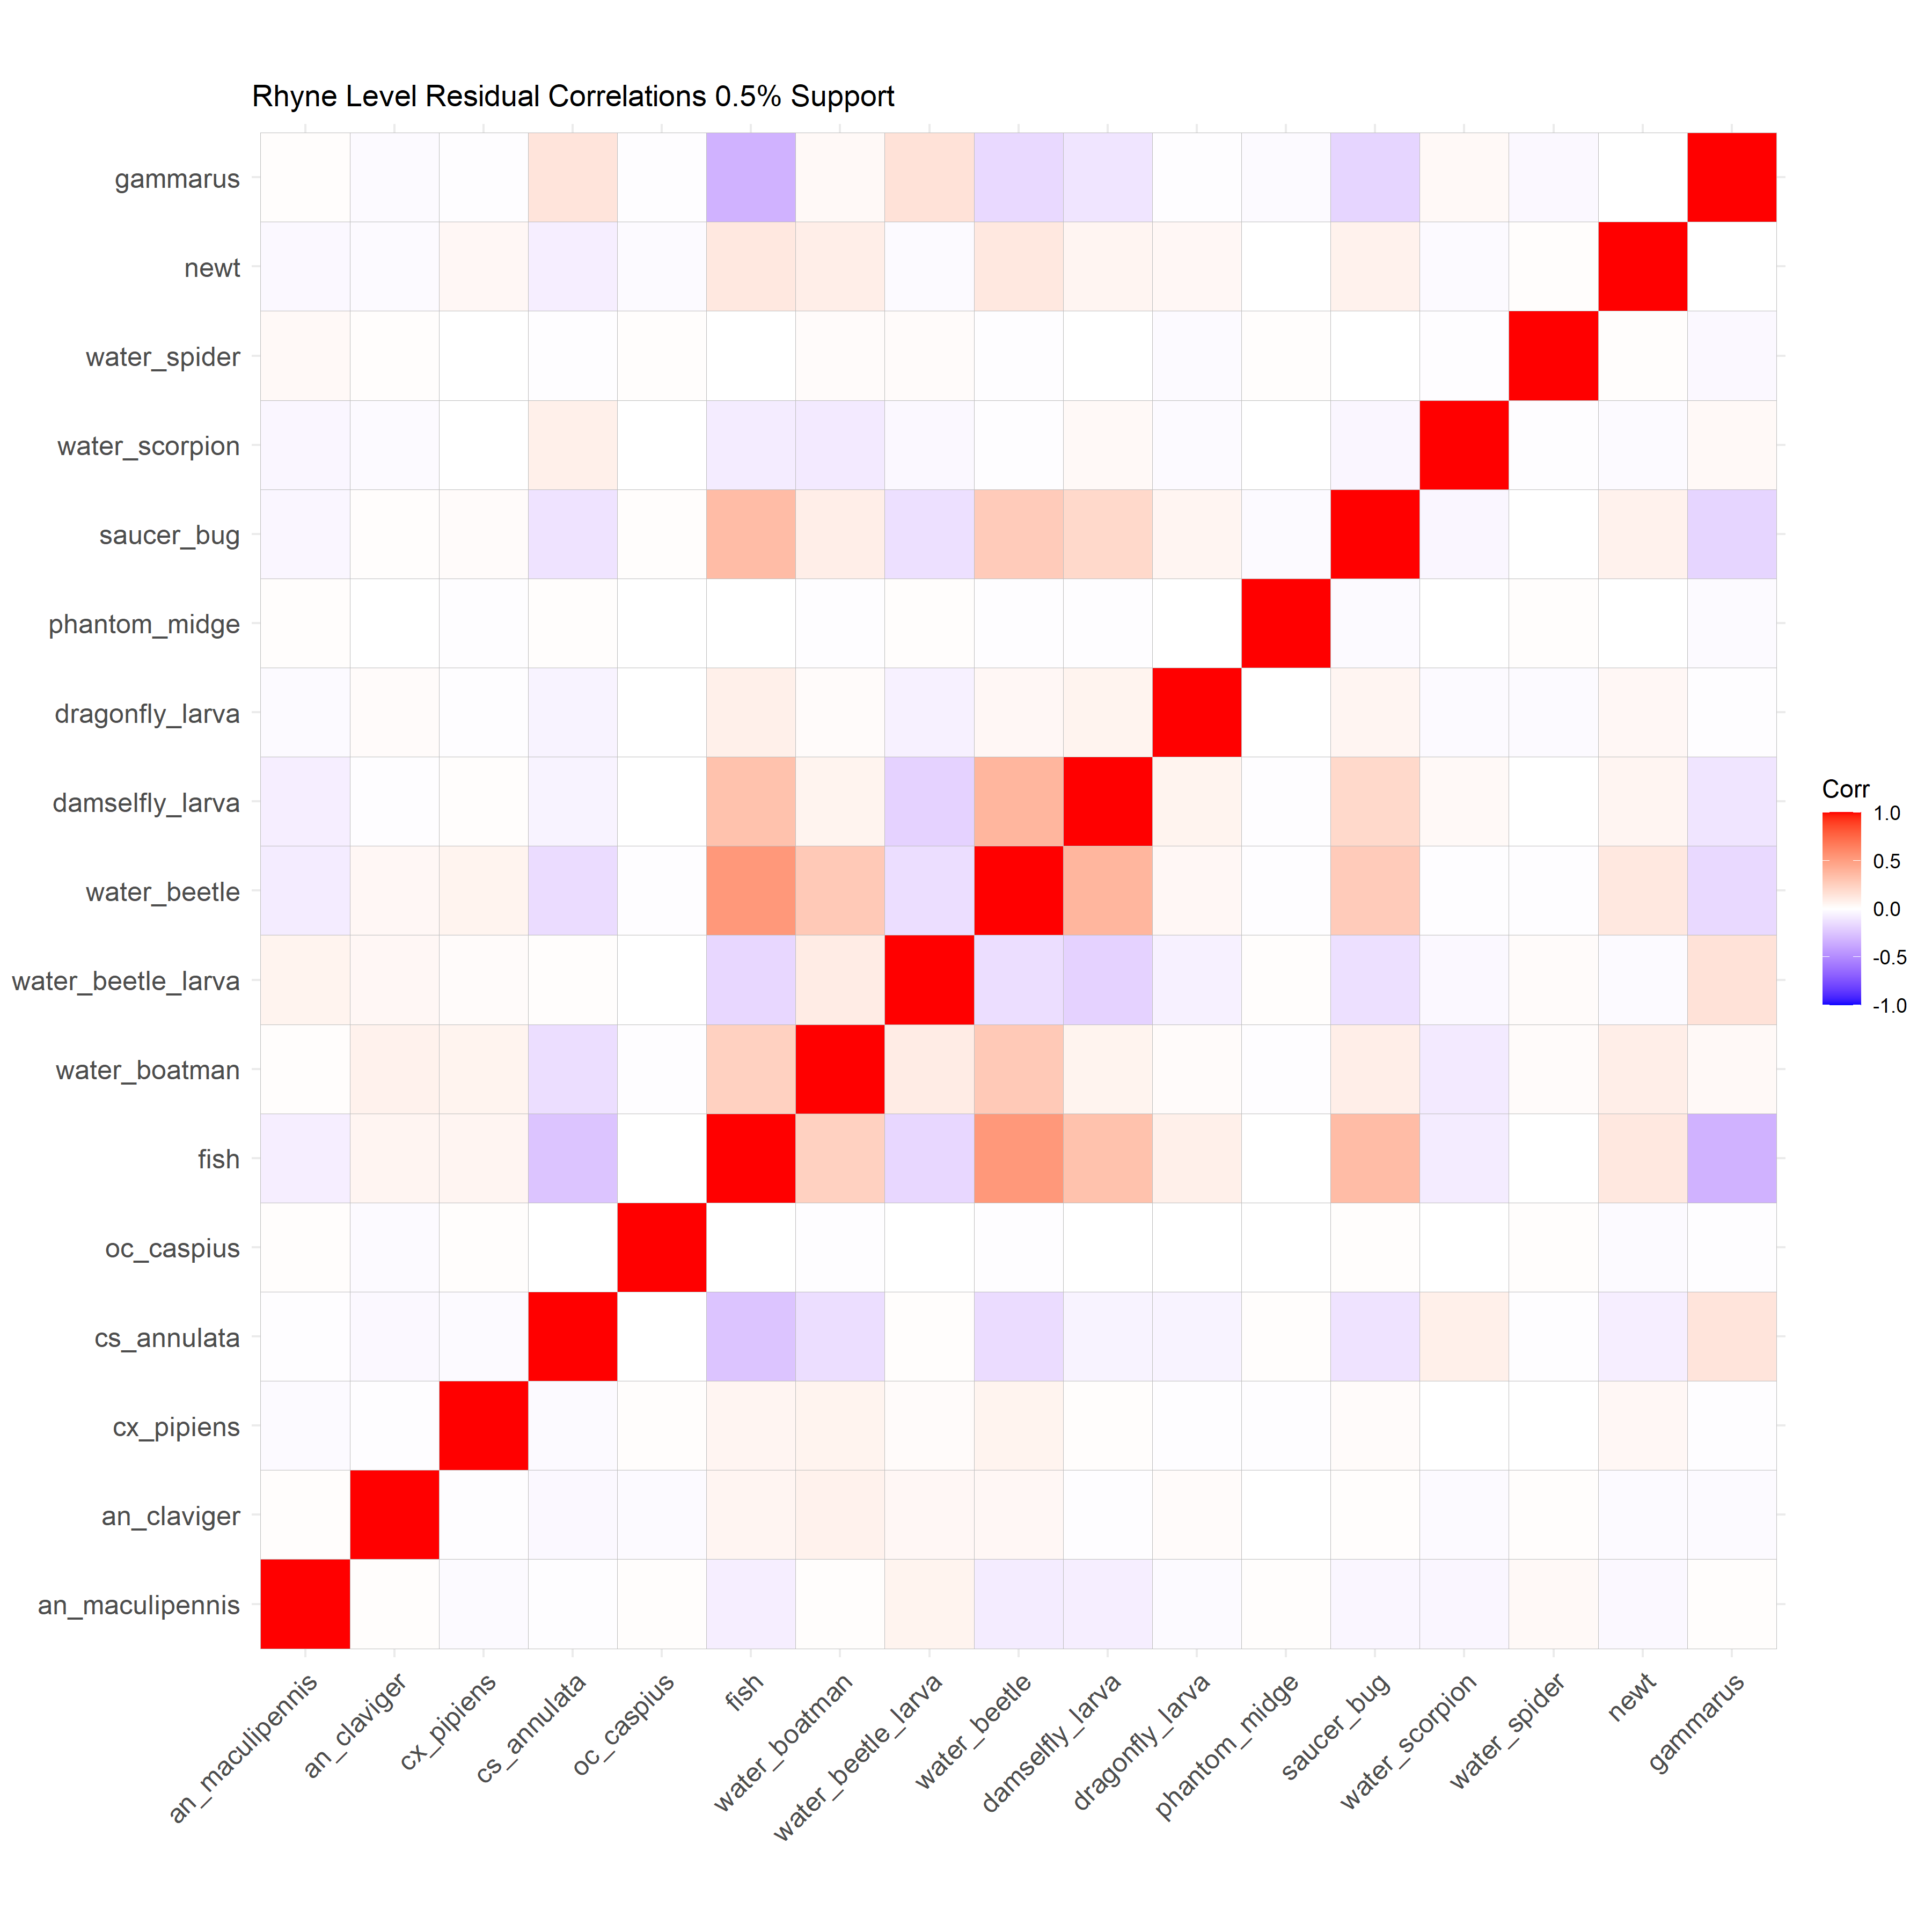 Rhyne Level Residual Correlations 0.5% Support
gammarus
newt
water_spider
water_scorpion
saucer_bug
phantom_midge
dragonfly_larva
damselfly_larva
water_beetle
water_beetle_larva
water_boatman
fish
oc_caspius
cs_annulata
cx_pipiens
an_claviger
an_maculipennis
an_maculipennis
an_claviger
cx_pipiens
cs_annulata
oc_caspius
fish
water_boatman
water_beetle_larva
water_beetle
damselfly_larva
dragonfly_larva
phantom_midge
saucer_bug
water_scorpion
water_spider
newt
gammarus
Corr
1.0
0.5
0.0
-0.5
-1.0